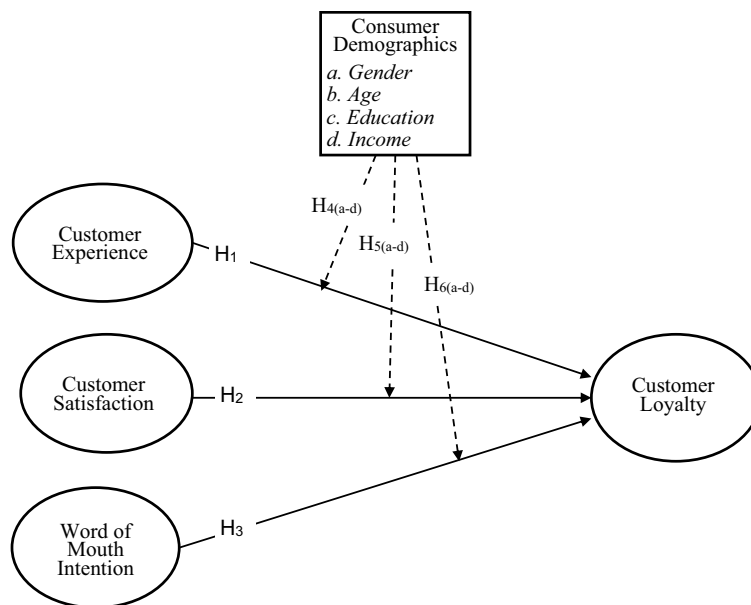 Consumer
Demographics
a. Gender
b. Age
c. Education
d. Income
H4(a-d)
Customer
Experience
H1
H5(a-d)
H6(a-d)
Customer
Satisfaction
H2
Customer
Loyalty
H3
Word of
Mouth
Intention